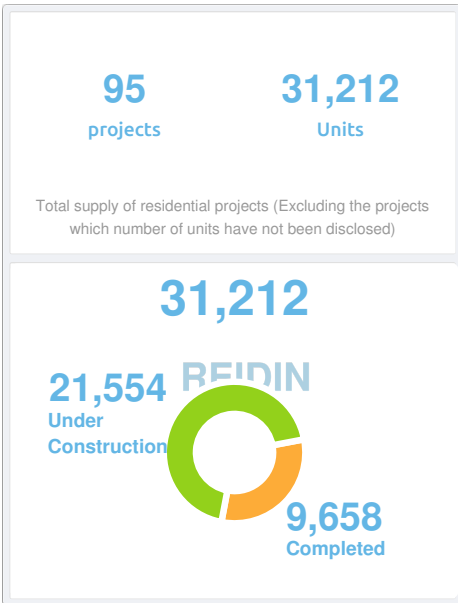 95
projects
31,212
Units
Total supply of residential projects (Excluding the projects
which number of units have not been disclosed)
31,212
REIDIN
21,554
Under
Construction
9,658
Completed